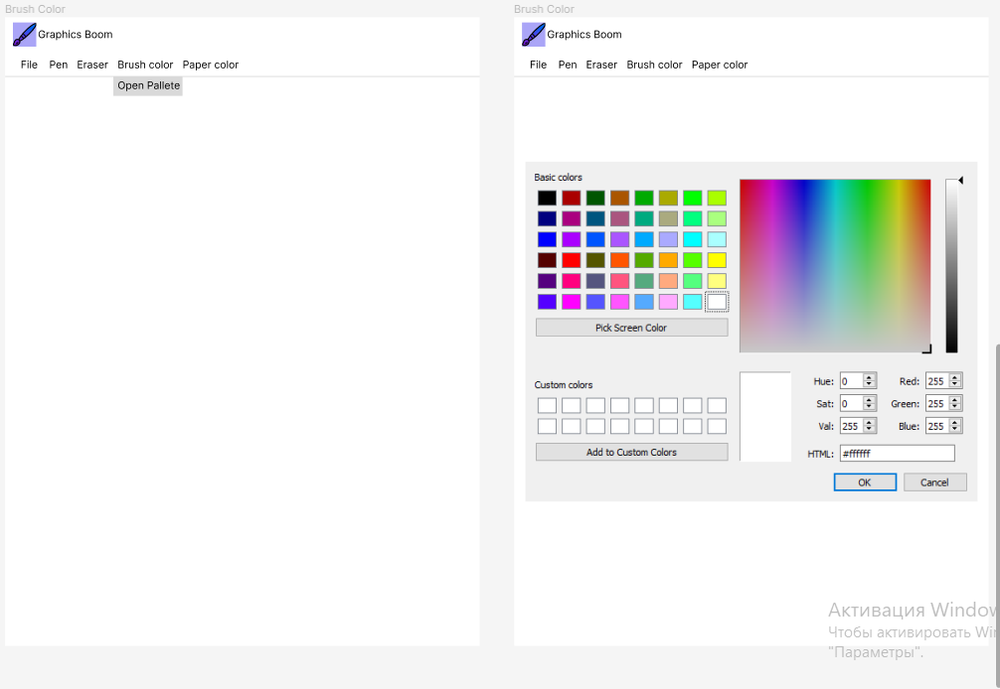 Brush Color
Graphics Boom
File Pen Eraser Brush color Paper color
Open Pallete
Brush Color
Graphics Boom
File Pen Eraser Brush color Paper color
Basic colors
Pick Screen Color
Custom colors
Add to Custom Colors
Hue: 0 Red: 255
Sat: 0 Green: 255
Val: 255 Blue: 255
HTML: #ffffff
OK Cancel
Активация Window
Чтобы активировать Wi
"Параметры".